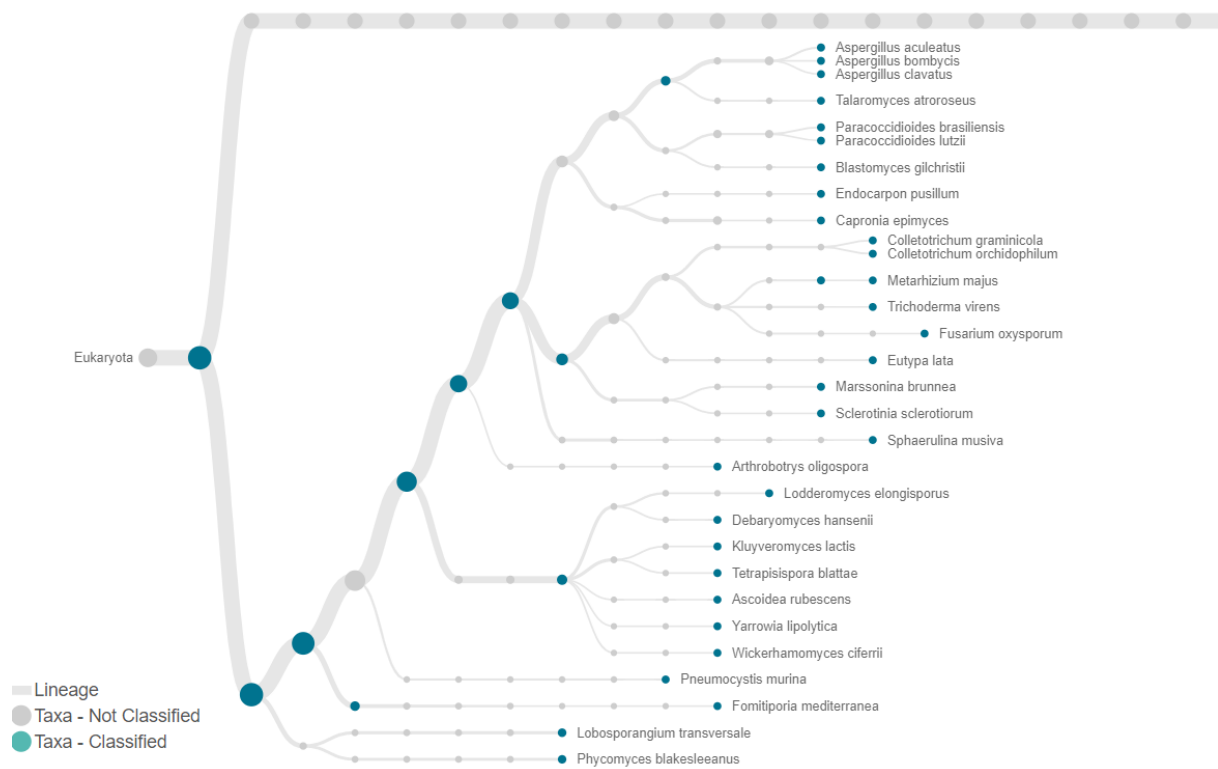 Aspergillus aculeatus
Aspergillus bombycis
Aspergillus clavatus
Talaromyces atroroseus
Paracoccidioides brasiliensis
Paracoccidioides lutzii
Blastomyces gilchristii
Endocarpon pusillum
Capronia epimyces
Colletotrichum graminicola
Colletotrichum orchidophilum
Metarhizium majus
Trichoderma virens
Fusarium oxysporum
Eukaryota
Eutypa lata
Marssonina brunnea
Sclerotinia sclerotiorum
Sphaerulina musiva
Arthrobotrys oligospora
Lodderomyces elongisporus
Debaryomyces hansenii
Kluyveromyces lactis
Tetrapisispora blattae
Ascoidea rubescens
Yarrowia lipolytica
Wickerhamomyces ciferrii
Pneumocystis murina
Fomitiporia mediterranea
Lobosporangium transversale
Phycomyces blakesleeanus
Lineage
Taxa - Not Classified
Taxa - Classified